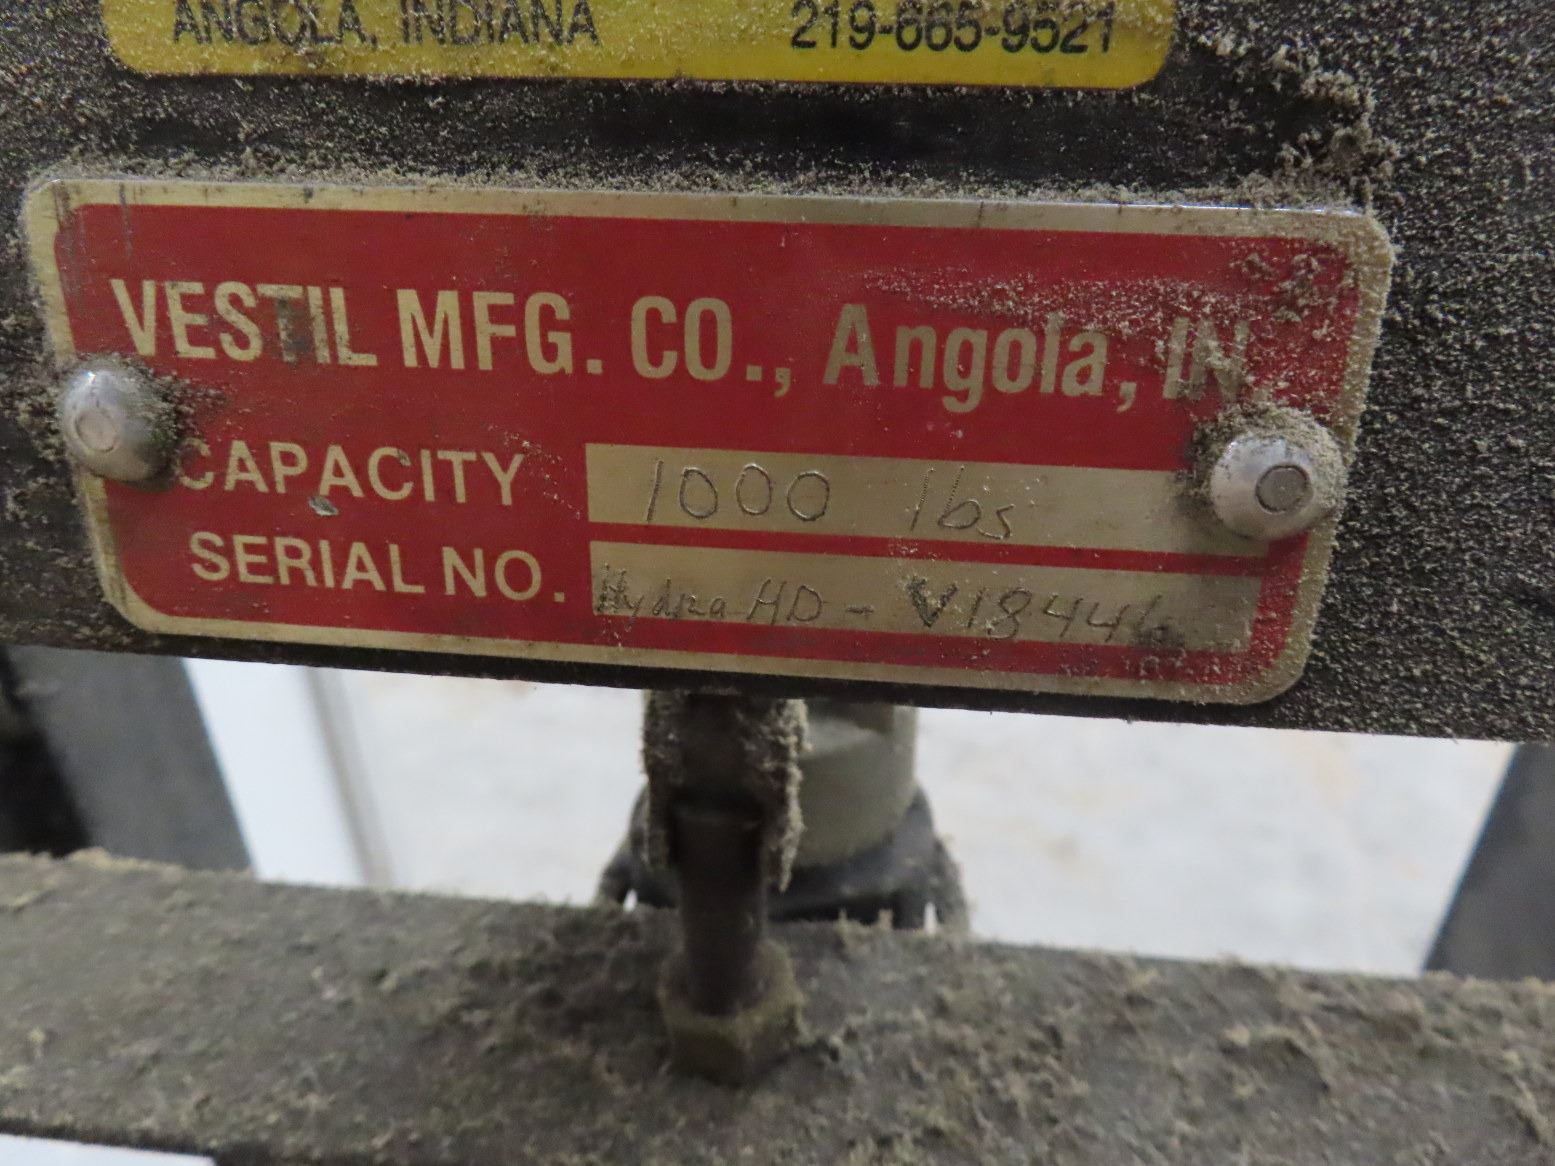 ANGOLA, INDIANA 219-665-9521
VESTIL MFG. CO., Angola, IN
CAPACITY 1000 lbs
SERIAL NO. Hydra HD - V18446